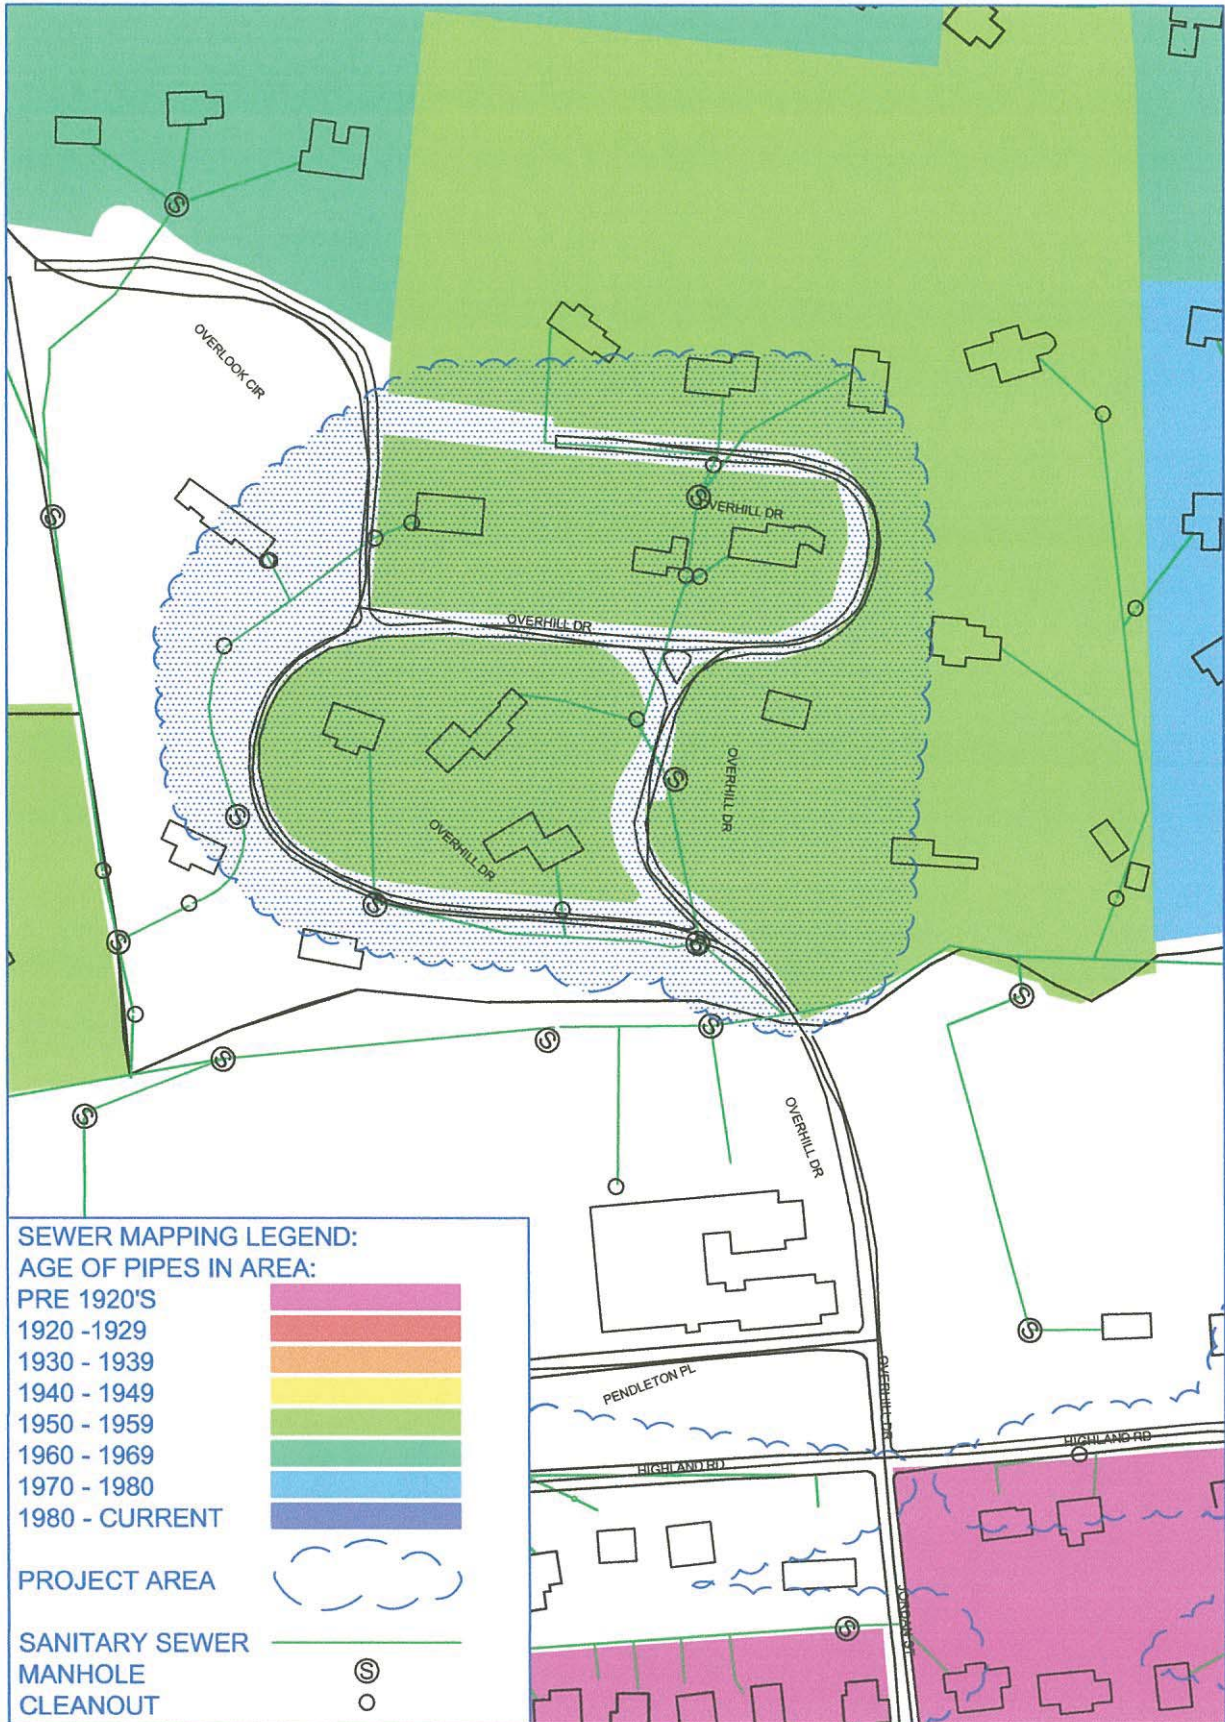 OVERLOOK CIR
OVERHILL DR
OVERHILL DR
OVERHILL DR
OVERHILL DR
OVERHILL DR
PENDLETON PL
OVERHILL DR
HIGHLAND RD
HIGHLAND RD
JORDAN ST
SEWER MAPPING LEGEND:
AGE OF PIPES IN AREA:
PRE 1920'S
1920 -1929
1930 - 1939
1940 - 1949
1950 - 1959
1960 - 1969
1970 - 1980
1980 - CURRENT
PROJECT AREA
SANITARY SEWER
MANHOLE Ⓢ
CLEANOUT